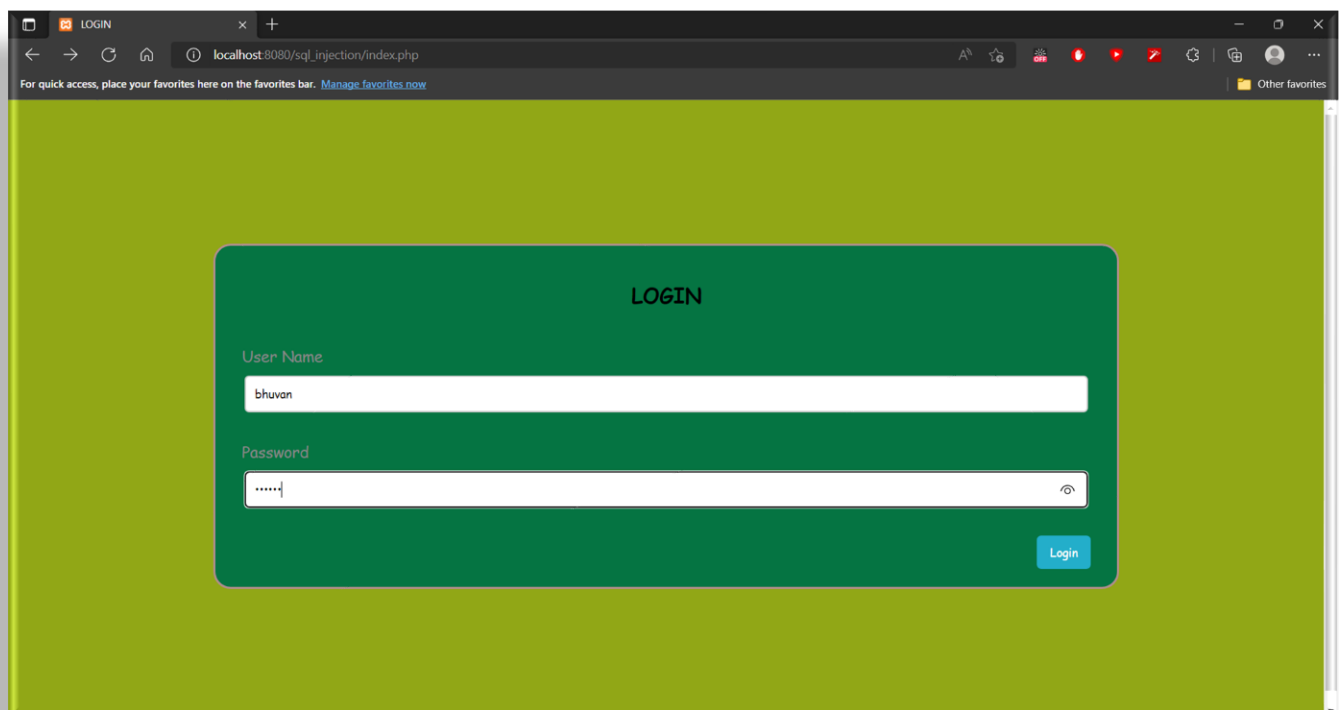 LOGIN
localhost:8080/sql_injection/index.php
OFF
For quick access, place your favorites here on the favorites bar. Manage favorites now
Other favorites
LOGIN
User Name
bhuvan
Password
••••••
Login